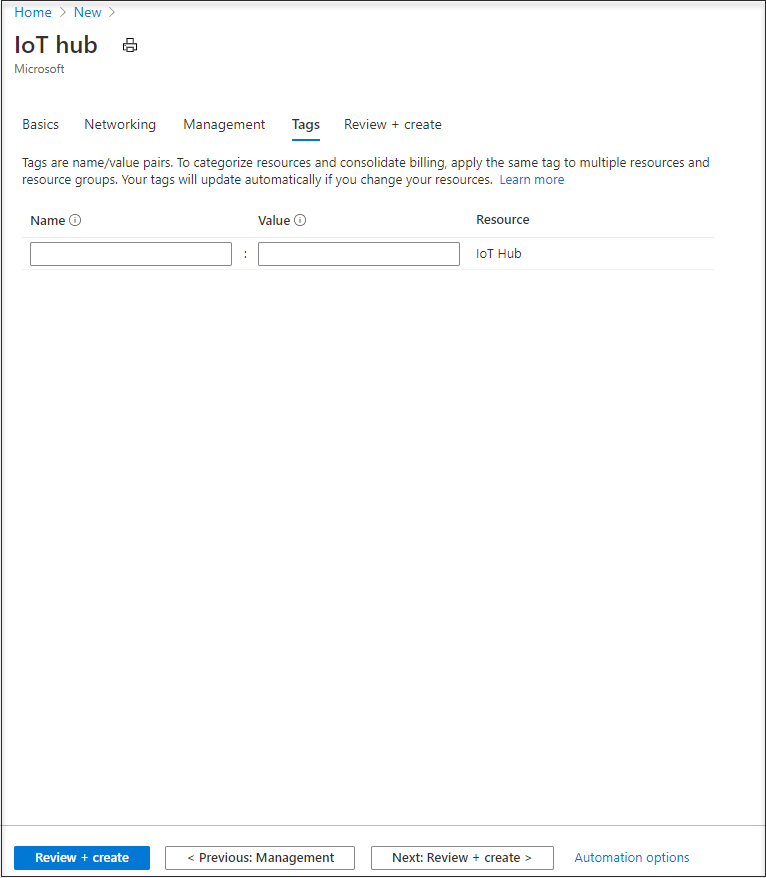 Home > New >
IoT hub
Microsoft
Basics Networking Management Tags Review + create
Tags are name/value pairs. To categorize resources and consolidate billing, apply the same tag to multiple resources and
resource groups. Your tags will update automatically if you change your resources. Learn more
Name Value Resource
: IoT Hub
Review + create < Previous: Management Next: Review + create > Automation options